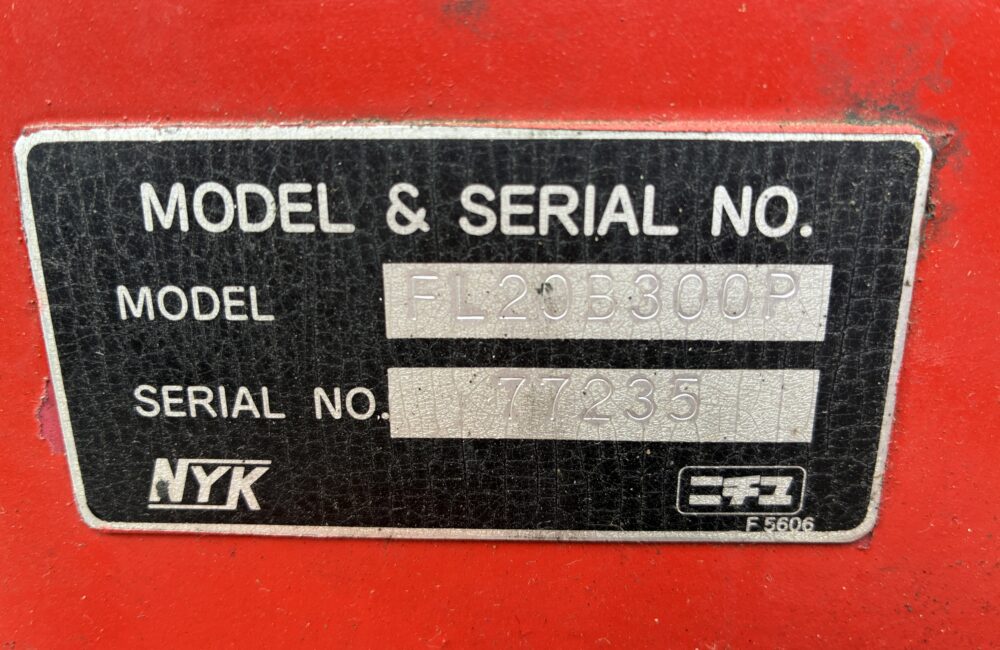 MODEL & SERIAL NO.
MODEL FL20B300P
SERIAL NO. 77235
NYK ニチユ
F 5606